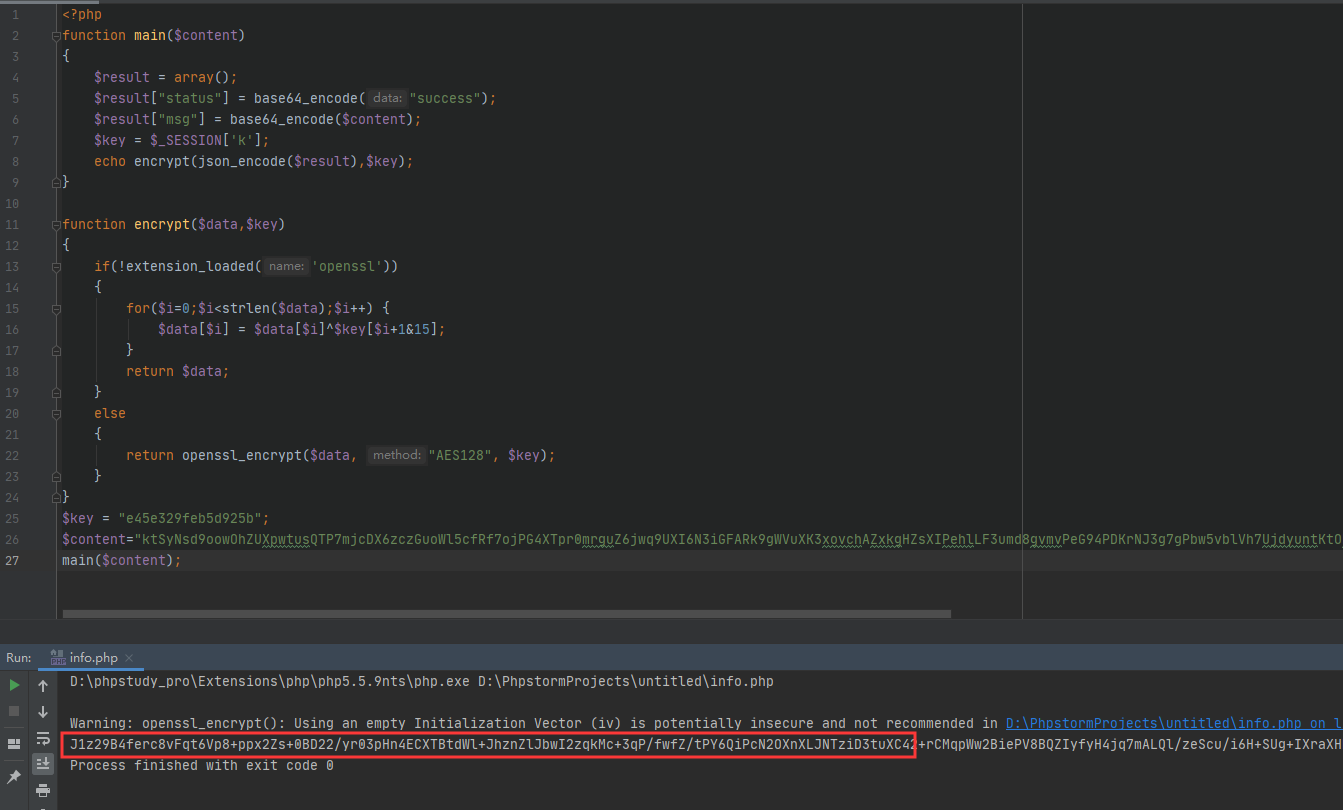 1 <?php
2 function main($content)
3 {
4 $result = array();
5 $result["status"] = base64_encode( data: "success");
6 $result["msg"] = base64_encode($content);
7 $key = $_SESSION['k'];
8 echo encrypt(json_encode($result),$key);
9 }
10
11 function encrypt($data,$key)
12 {
13 if(!extension_loaded( name: 'openssl'))
14 {
15 for($i=0;$i<strlen($data);$i++) {
16 $data[$i] = $data[$i]^$key[$i+1&15];
17 }
18 return $data;
19 }
20 else
21 {
22 return openssl_encrypt($data, method: "AES128", $key);
23 }
24 }
25 $key = "e45e329feb5d925b";
26 $content="ktSyNsd9oowOhZUXpwtusQTP7mjcDX6zczGuoWl5cfRf7ojPG4XTpr0mrguZ6jwq9UXI6N3iGFARk9gWVuXK3xovchAZxkgHZsXIPehlLF3umd8gvmvPeG94PDKrNJ3g7gPbw5vblVh7UjdyuntKtO
27 main($content);
Run: info.php ×
D:\phpstudy_pro\Extensions\php\php5.5.9nts\php.exe D:\PhpstormProjects\untitled\info.php
Warning: openssl_encrypt(): Using an empty Initialization Vector (iv) is potentially insecure and not recommended in D:\PhpstormProjects\untitled\info.php on l
J1z29B4ferc8vFqt6Vp8+ppx2Zs+0BD22/yr03pHn4ECXTBtdWl+JhznZlJbwI2zqkMc+3qP/fwfZ/tPY6QiPcN2OXnXLJNTziD3tuXC42+rCMqpWw2BiePV8BQZIyfyH4jq7mALQl/zeScu/i6H+SUg+IXraXH
Process finished with exit code 0